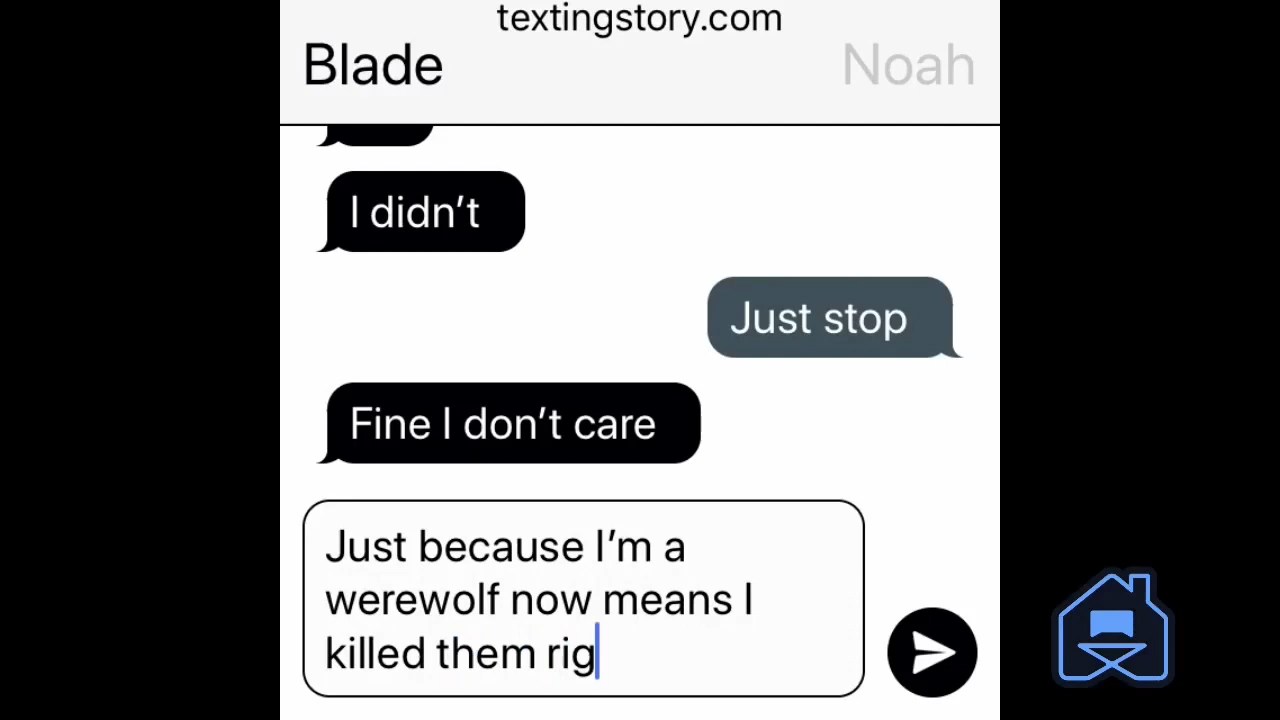 textingstory.com
Blade
Noah
I didn’t
Just stop
Fine I don’t care
Just because I’m a
werewolf now means I
killed them rig